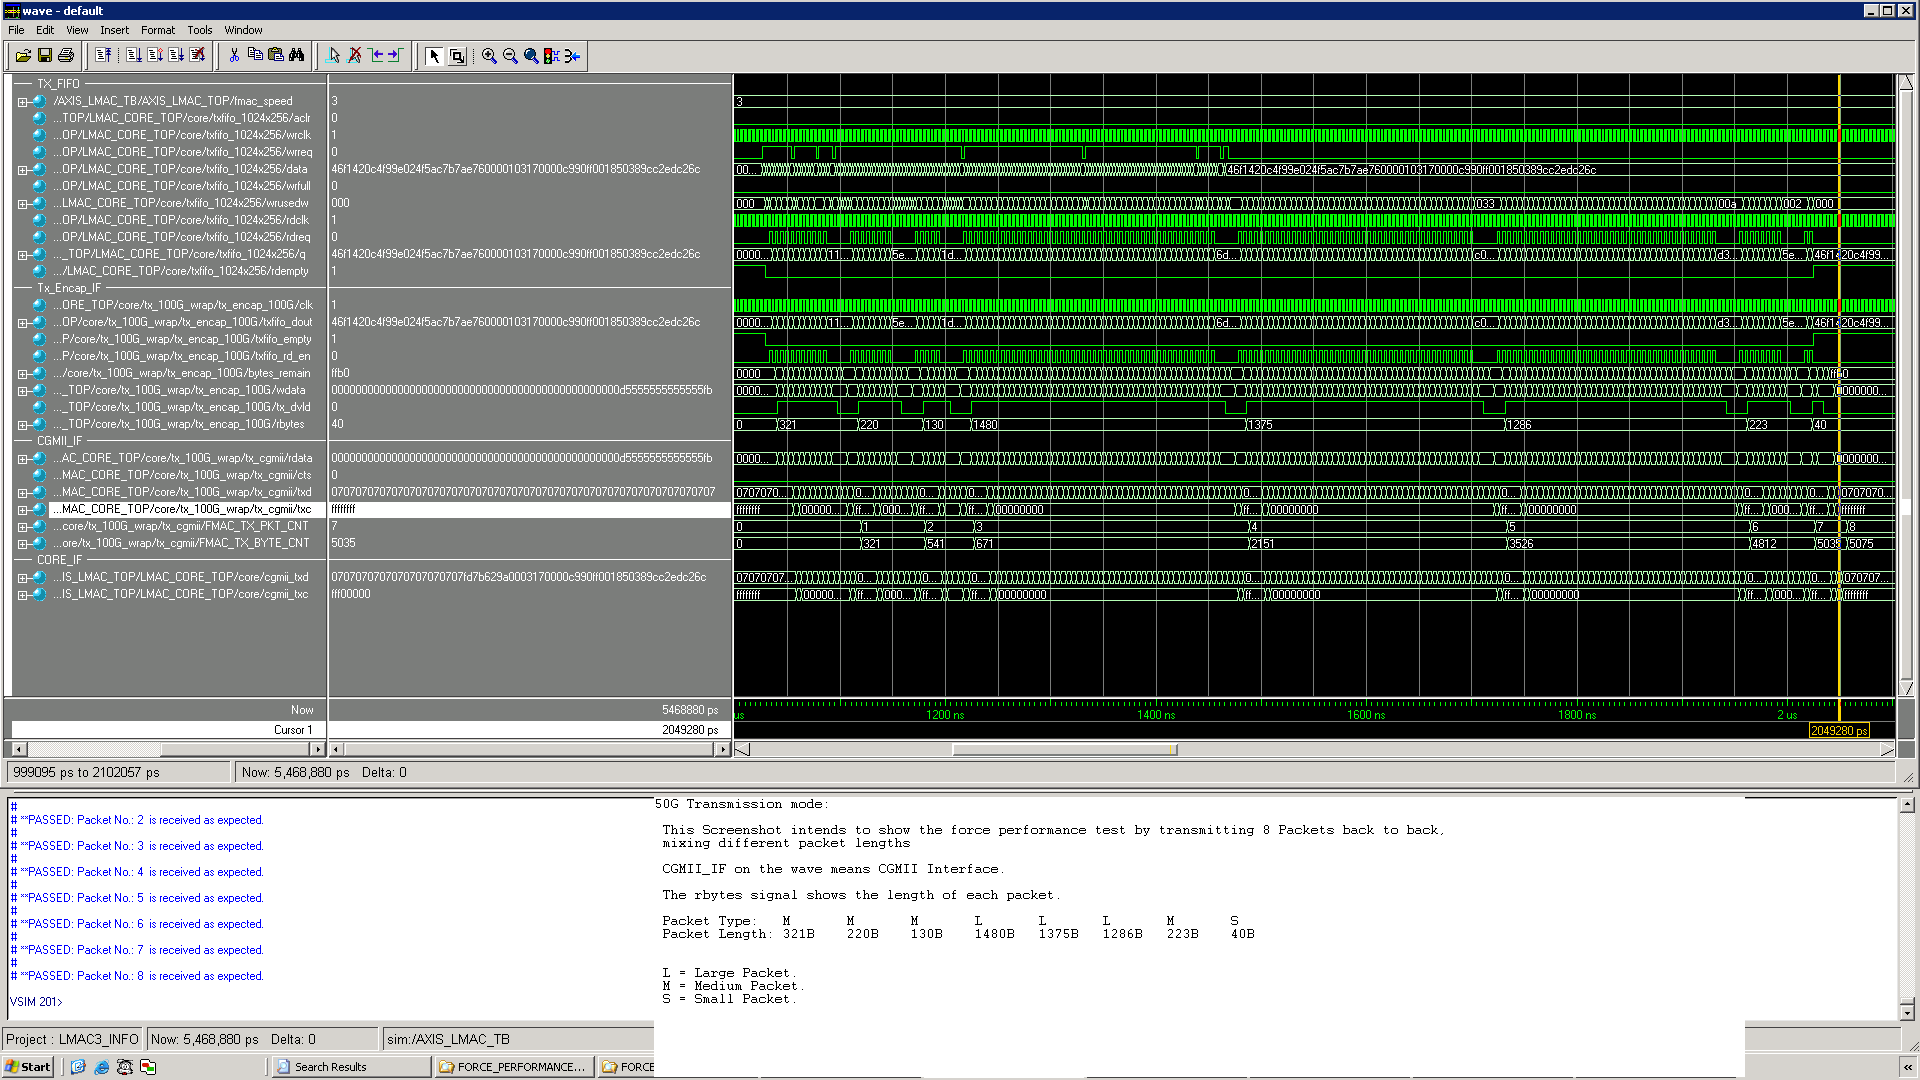 wave - default
File Edit View Insert Format Tools Window
TX_FIFO
/AXIS_LMAC_TB/AXIS_LMAC_TOP/fmac_speed 3 3
...TOP/LMAC_CORE_TOP/core/txfifo_1024x256/aclr 0
...OP/LMAC_CORE_TOP/core/txfifo_1024x256/wrclk 1
...OP/LMAC_CORE_TOP/core/txfifo_1024x256/wrreq 0
...OP/LMAC_CORE_TOP/core/txfifo_1024x256/data 46f1420c4f99e024f5ac7b7ae760000103170000c990ff001850389cc2edc26c 00... 46f1420c4f99e024f5ac7b7ae760000103170000c990ff001850389cc2edc26c
...OP/LMAC_CORE_TOP/core/txfifo_1024x256/wrfull 0
...LMAC_CORE_TOP/core/txfifo_1024x256/wrusedw 000 000 033 00a 002 000
...OP/LMAC_CORE_TOP/core/txfifo_1024x256/rdclk 1
...OP/LMAC_CORE_TOP/core/txfifo_1024x256/rdreq 0
..._TOP/LMAC_CORE_TOP/core/txfifo_1024x256/q 46f1420c4f99e024f5ac7b7ae760000103170000c990ff001850389cc2edc26c 0000... 11... 5e... 1d... 6d... c0... d3... 5e... 46f1420c4f99...
.../LMAC_CORE_TOP/core/txfifo_1024x256/rdempty 1
Tx_Encap_IF
...ORE_TOP/core/tx_100G_wrap/tx_encap_100G/clk 1
...OP/core/tx_100G_wrap/tx_encap_100G/txfifo_dout 46f1420c4f99e024f5ac7b7ae760000103170000c990ff001850389cc2edc26c 0000... 11... 5e... 1d... 6d... c0... d3... 5e... 46f1420c4f99...
...P/core/tx_100G_wrap/tx_encap_100G/txfifo_empty 1
...P/core/tx_100G_wrap/tx_encap_100G/txfifo_rd_en 0
.../core/tx_100G_wrap/tx_encap_100G/bytes_remain ffb0 0000 ffb0
..._TOP/core/tx_100G_wrap/tx_encap_100G/wdata 000000000000000000000000000000000000000000000000d55555555555555fb 0000... 0000000...
..._TOP/core/tx_100G_wrap/tx_encap_100G/tx_dvld 0
..._TOP/core/tx_100G_wrap/tx_encap_100G/rbytes 40 0 321 220 130 1480 1375 1286 223 40
CGMII_IF
...AC_CORE_TOP/core/tx_100G_wrap/tx_cgmii/rdata 000000000000000000000000000000000000000000000000d55555555555555fb 0000... 0000000...
...MAC_CORE_TOP/core/tx_100G_wrap/tx_cgmii/cts 0
...MAC_CORE_TOP/core/tx_100G_wrap/tx_cgmii/txd 0707070707070707070707070707070707070707070707070707070707070707 0707070... 0... 0... 0... 0... 0... 0... 0... 0707070...
...MAC_CORE_TOP/core/tx_100G_wrap/tx_cgmii/txc ffffffff ffffffff 00000... ff... 000... ff... ff... 00000000 ff... 00000000 ff... 00000000 ff... 000... ff... ffffffff
...core/tx_100G_wrap/tx_cgmii/FMAC_TX_PKT_CNT 7 0 1 2 3 4 5 6 7 8
...ore/tx_100G_wrap/tx_cgmii/FMAC_TX_BYTE_CNT 5035 0 321 541 671 2151 3526 4812 5035 5075
CORE_IF
...IS_LMAC_TOP/LMAC_CORE_TOP/core/cgmii_txd 0707070707070707070707fd7b629a0003170000c990ff001850389cc2edc26c 07070707... 0... 0... 0... 0... 0... 0... 0... 070707...
...IS_LMAC_TOP/LMAC_CORE_TOP/core/cgmii_txc fff00000 ffffffff 00000... ff... 000... ff... ff... 00000000 ff... 00000000 ff... 00000000 ff... 000... ff... ffffffff
Now 5468880 ps us 1200 ns 1400 ns 1600 ns 1800 ns 2 us
Cursor 1 2049280 ps 2049280 ps
999095 ps to 2102057 ps Now: 5,468,880 ps Delta: 0
#
# **PASSED: Packet No.: 2 is received as expected.
#
# **PASSED: Packet No.: 3 is received as expected.
#
# **PASSED: Packet No.: 4 is received as expected.
#
# **PASSED: Packet No.: 5 is received as expected.
#
# **PASSED: Packet No.: 6 is received as expected.
#
# **PASSED: Packet No.: 7 is received as expected.
#
# **PASSED: Packet No.: 8 is received as expected.
VSIM 201>
50G Transmission mode:
This Screenshot intends to show the force performance test by transmitting 8 Packets back to back,
mixing different packet lengths
CGMII_IF on the wave means CGMII Interface.
The rbytes signal shows the length of each packet.
Packet Type: M M M L L L M S
Packet Length: 321B 220B 130B 1480B 1375B 1286B 223B 40B
L = Large Packet.
M = Medium Packet.
S = Small Packet.
Project : LMAC3_INFO Now: 5,468,880 ps Delta: 0 sim:/AXIS_LMAC_TB
Start Search Results FORCE_PERFORMANCE... FORCE